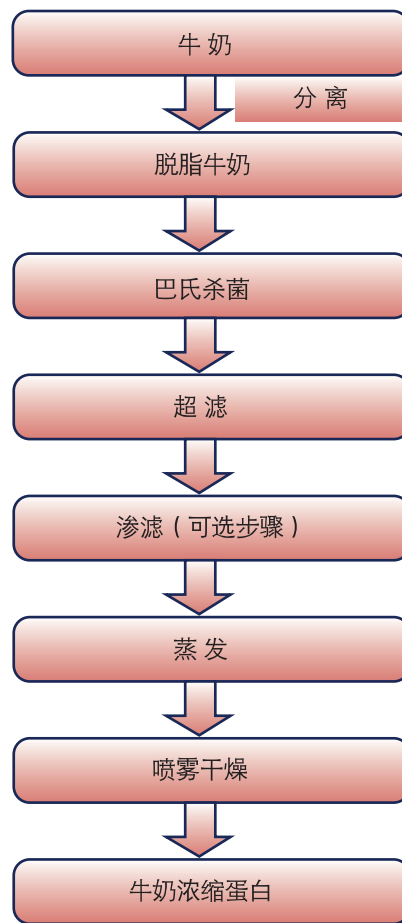 牛 奶
分 离
脱脂牛奶
巴氏杀菌
超 滤
渗滤（可选步骤）
蒸 发
喷雾干燥
牛奶浓缩蛋白